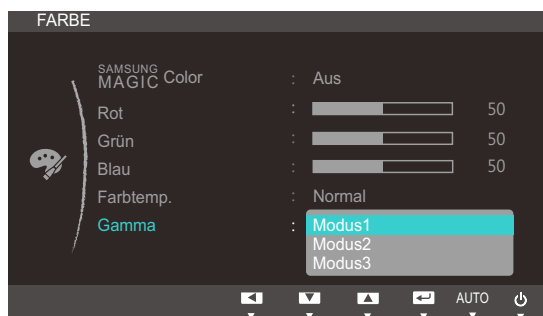 FARBE
SAMSUNG MAGIC Color : Aus
Rot : 50
Grün : 50
Blau : 50
Farbtemp. : Normal
Gamma : Modus1
Modus2
Modus3
AUTO